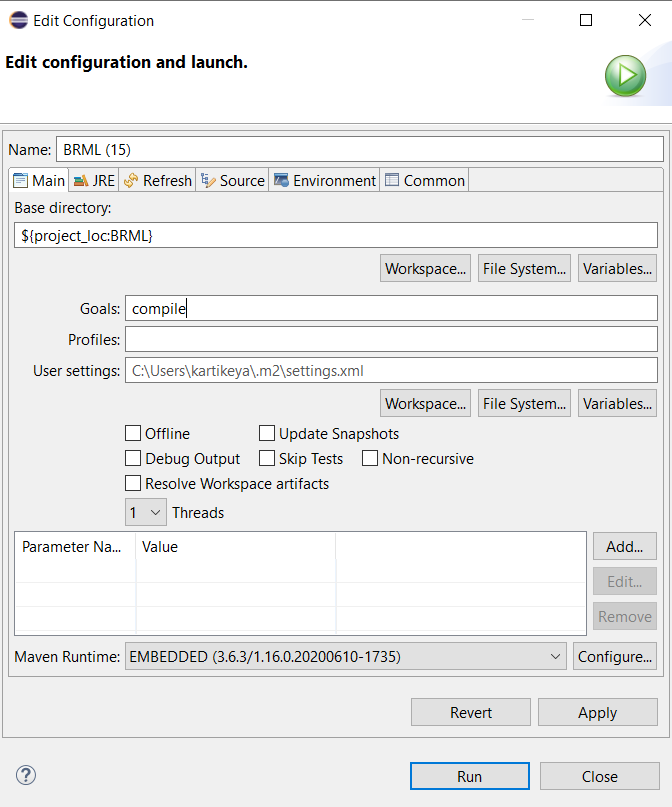 Edit Configuration
Edit configuration and launch.
Name: BRML (15)
Main JRE Refresh Source Environment Common
Base directory:
${project_loc:BRML}
Workspace... File System... Variables...
Goals: compile
Profiles:
User settings: C:\Users\kartikeya\.m2\settings.xml
Workspace... File System... Variables...
Offline Update Snapshots
Debug Output Skip Tests Non-recursive
Resolve Workspace artifacts
1 Threads
Parameter Na... Value Add...
Edit...
Remove
Maven Runtime: EMBEDDED (3.6.3/1.16.0.20200610-1735) Configure...
Revert Apply
? Run Close